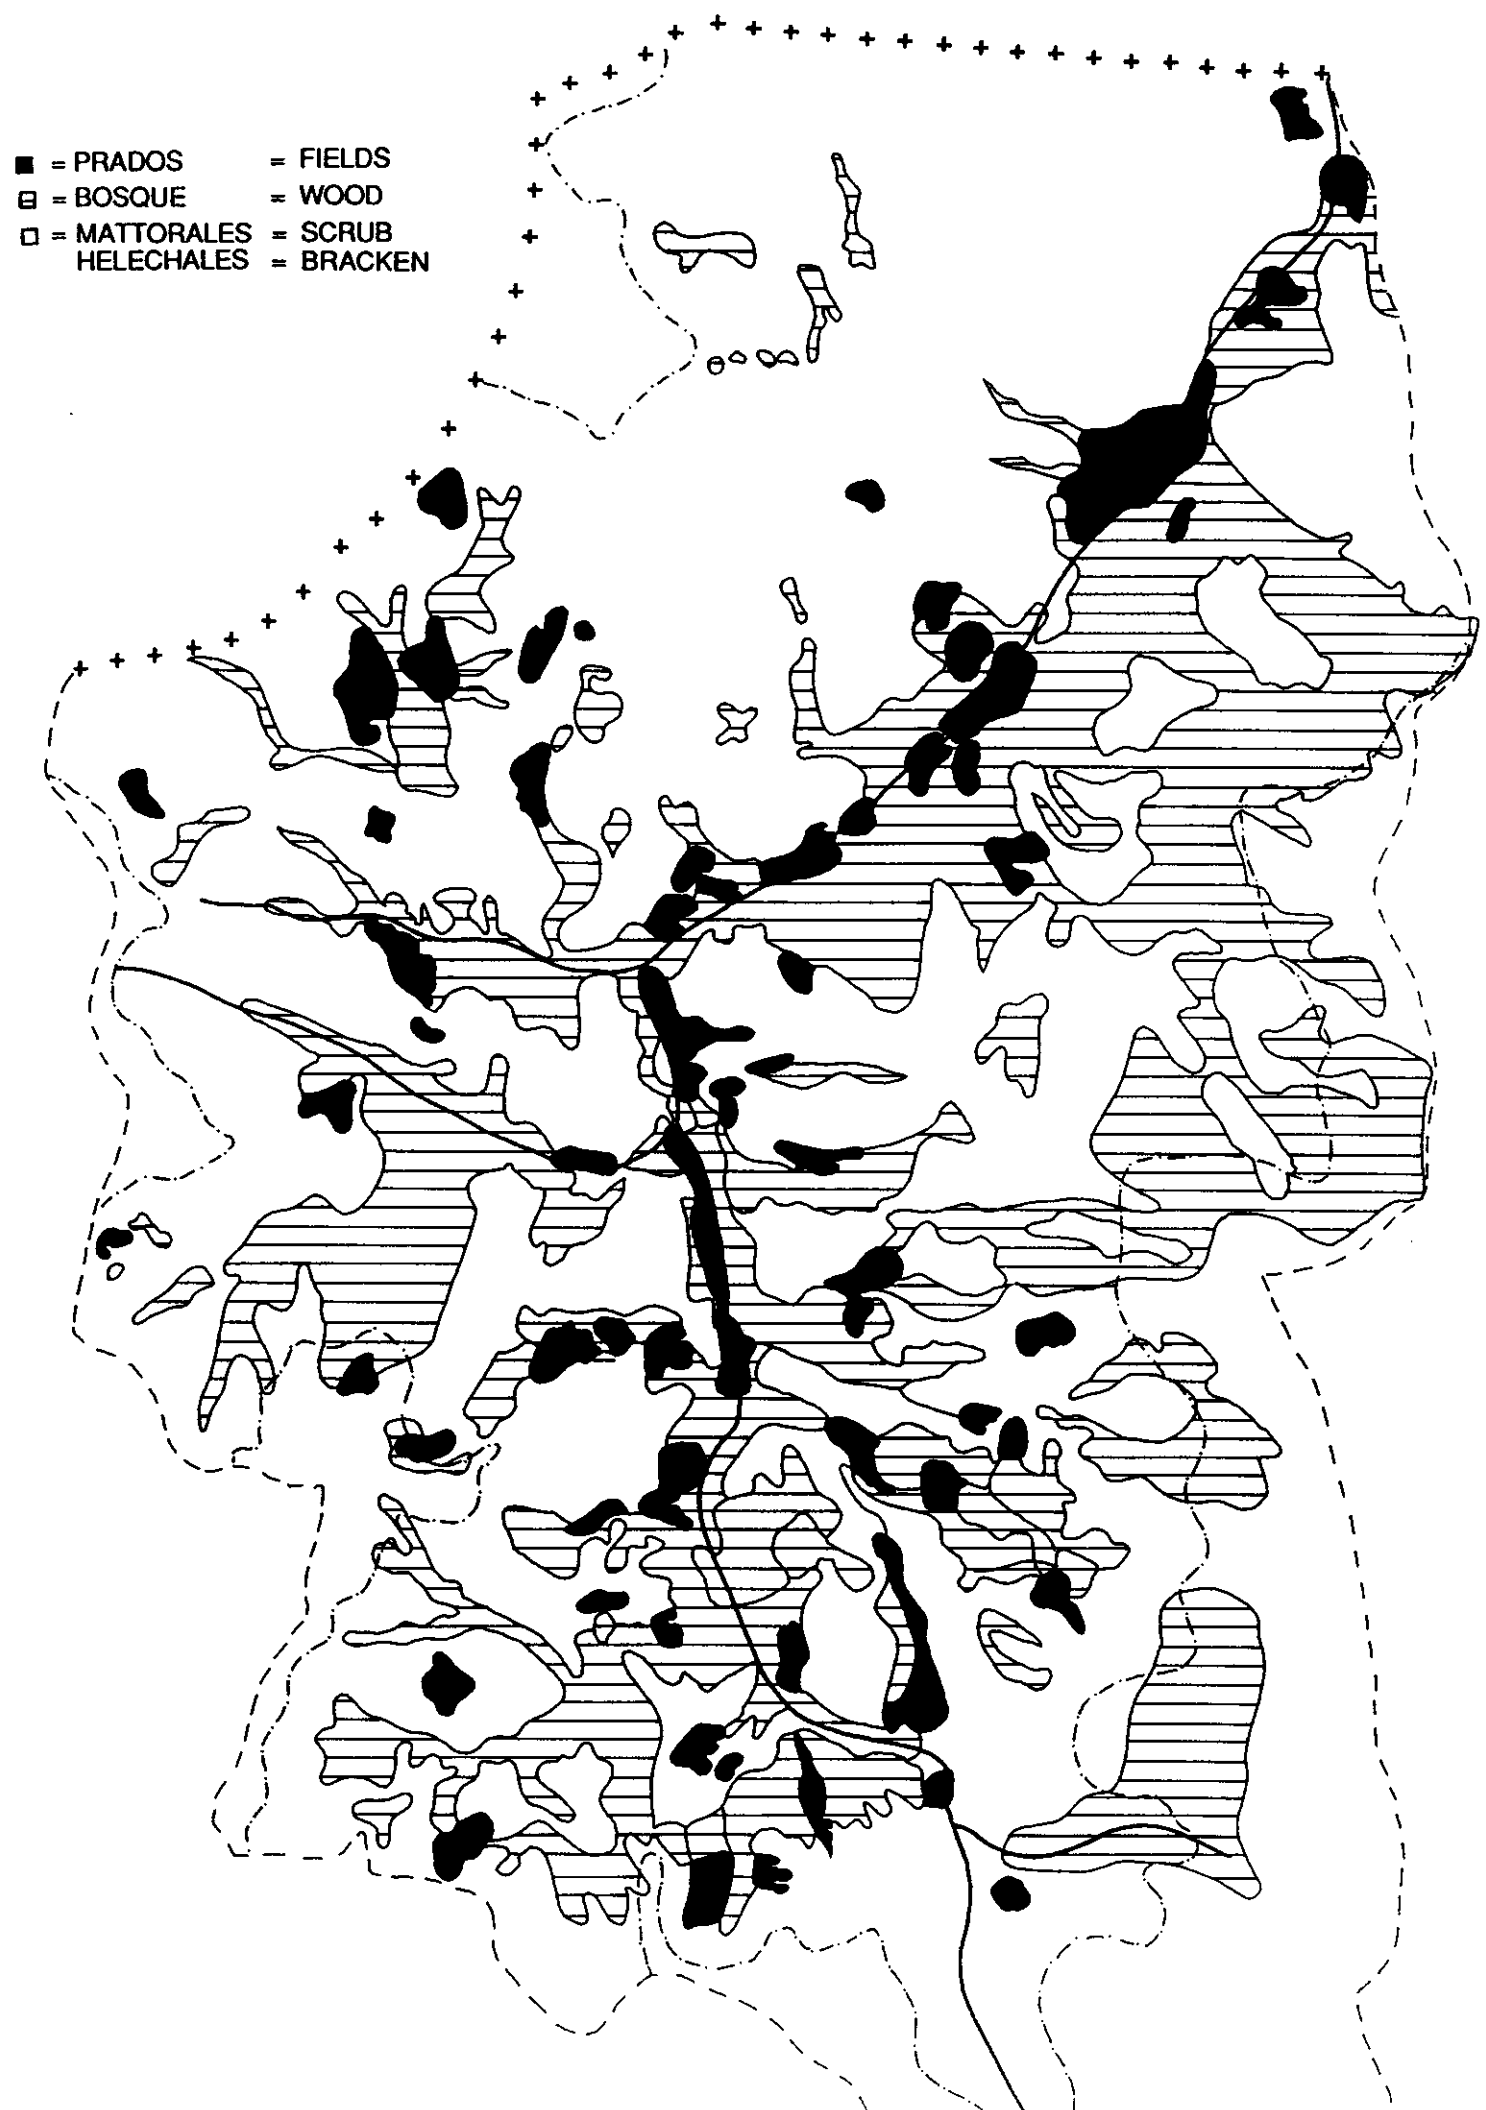 = PRADOS = FIELDS
= BOSQUE = WOOD
= MATTORALES = SCRUB
HELECHALES = BRACKEN